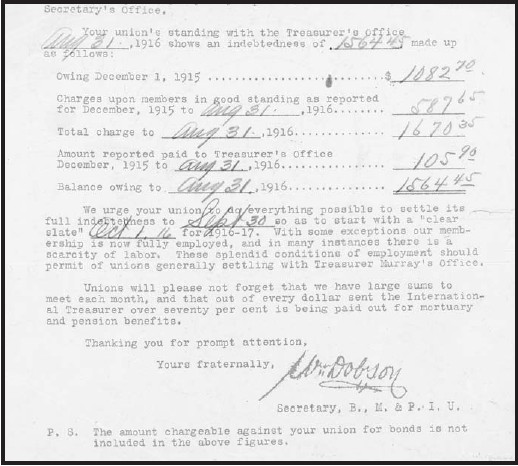 Secretary's Office.
Your union's standing with the Treasurer's Office
Aug 31, 1916 shows an indebtedness of 1564 45 made up
as follows:
Owing December 1, 1915 .................... $ 1082 70
Charges upon members in good standing as reported
for December, 1915 to Aug 31, 1916........ 587 65
Total charge to Aug 31, 1916........ 1670 35
Amount reported paid to Treasurer's Office
December, 1915 to Aug 31, 1916........ 105 90
Balance owing to Aug 31, 1916........ 1564 45
We urge your union to do everything possible to settle its
full indebtedness to Sept 30 so as to start with a "clear
slate" Oct 1, 16 for 1916-17. With some exceptions our memb-
ership is now fully employed, and in many instances there is a
scarcity of labor. These splendid conditions of employment should
permit of unions generally settling with Treasurer Murray's Office.
Unions will please not forget that we have large sums to
meet each month, and that out of every dollar sent the Internation-
al Treasurer over seventy per cent is being paid out for mortuary
and pension benefits.
Thanking you for prompt attention,
Yours fraternally,
Wm Dobson
Secretary, B., M. & P. I. U.
P. S. The amount chargeable against your union for bonds is not
included in the above figures.